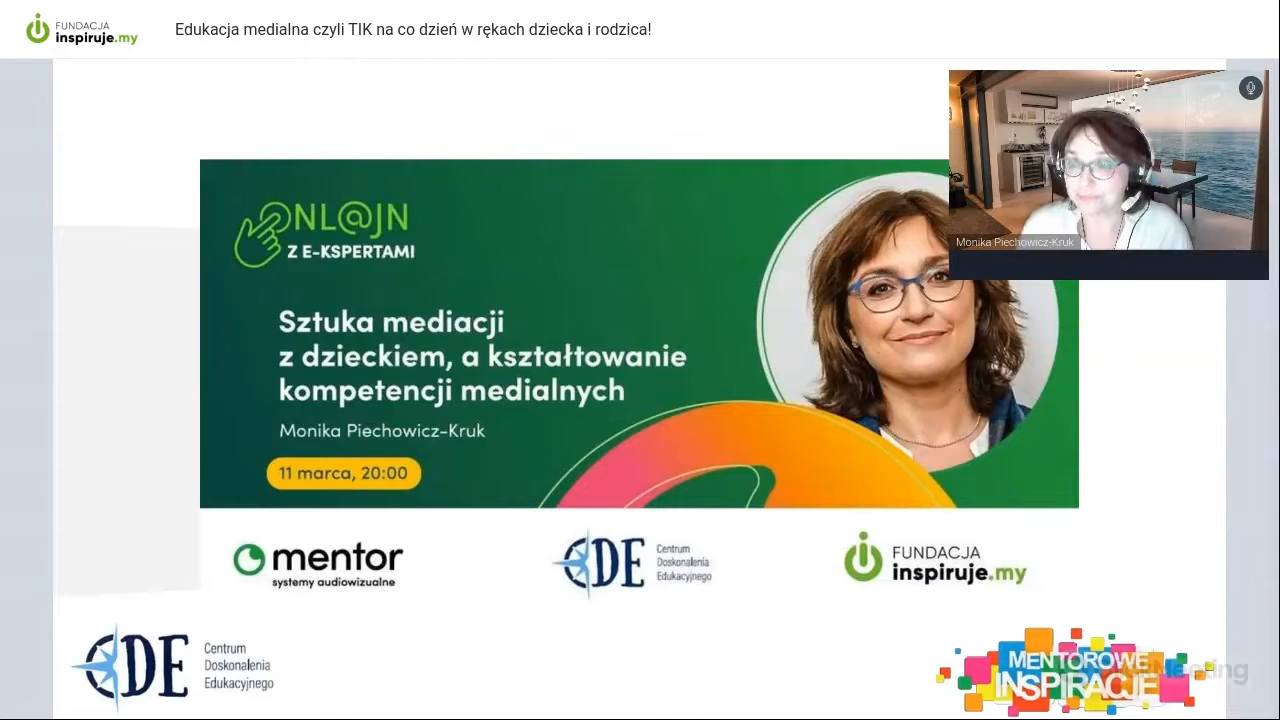 FUNDACJA
inspiruje.my
Edukacja medialna czyli TIK na co dzień w rękach dziecka i rodzica!
Monika Piechowicz-Kruk
ONL@JN
Z E-KSPERTAMI
Sztuka mediacji
z dzieckiem, a kształtowanie
kompetencji medialnych
Monika Piechowicz-Kruk
11 marca, 20:00
mentor
systemy audiowizualne
CDE
Centrum
Doskonalenia
Edukacyjnego
FUNDACJA
inspiruje.my
CDE
Centrum
Doskonalenia
Edukacyjnego
MENTOROWE
INSPIRACJE